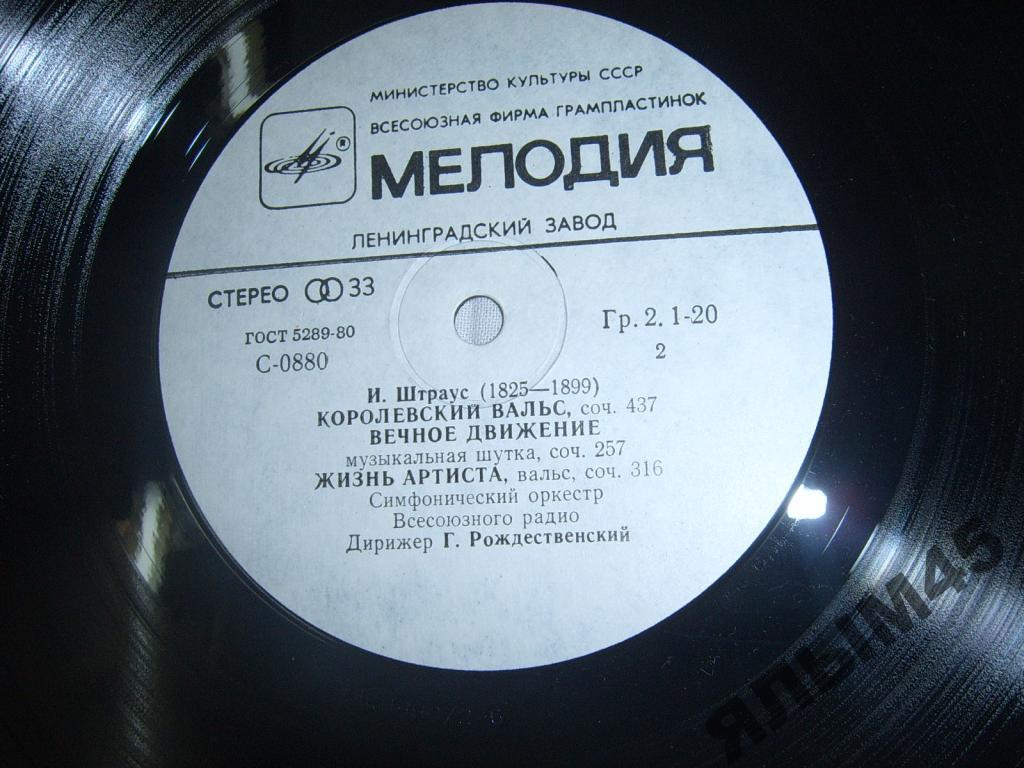 МИНИСТЕРСТВО КУЛЬТУРЫ СССР
ВСЕСОЮЗНАЯ ФИРМА ГРАМПЛАСТИНОК
®
МЕЛОДИЯ
ЛЕНИНГРАДСКИЙ ЗАВОД
СТЕРЕО 33
ГОСТ 5289-80
С-0880
Гр. 2. 1-20
2
И. Штраус (1825—1899)
КОРОЛЕВСКИЙ ВАЛЬС, соч. 437
ВЕЧНОЕ ДВИЖЕНИЕ
музыкальная шутка, соч. 257
ЖИЗНЬ АРТИСТА, вальс, соч. 316
Симфонический оркестр
Всесоюзного радио
Дирижер Г. Рождественский
ЯЛЫМ45